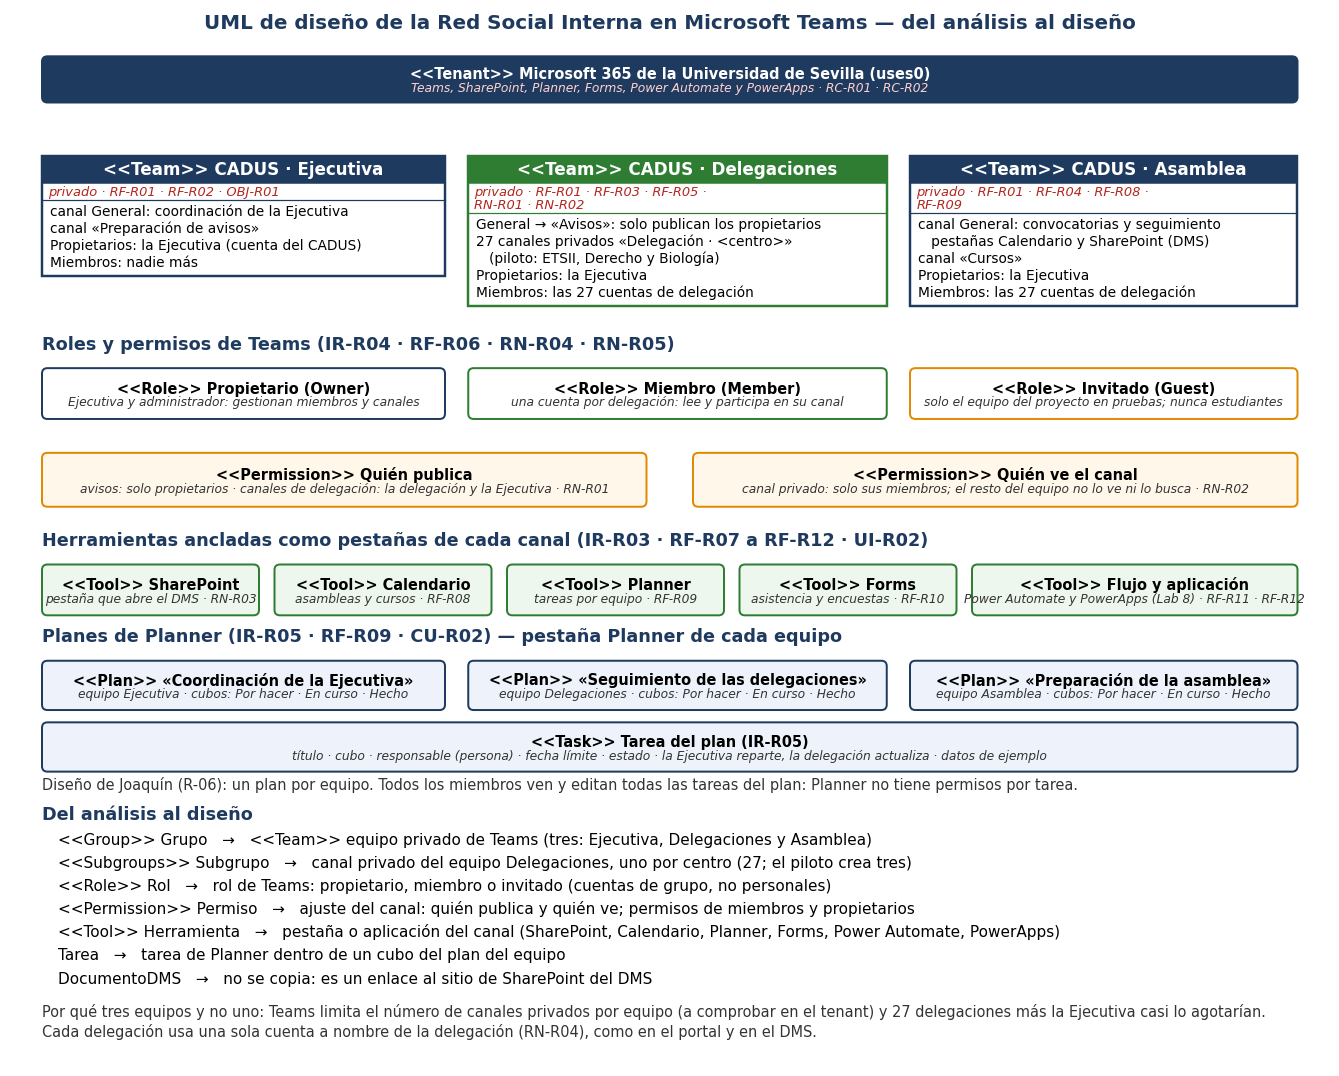 UML de diseño de la Red Social Interna en Microsoft Teams — del análisis al diseño
<<Tenant>> Microsoft 365 de la Universidad de Sevilla (uses0)
Teams, SharePoint, Planner, Forms, Power Automate y PowerApps · RC-R01 · RC-R02
<<Team>> CADUS · Ejecutiva
privado · RF-R01 · RF-R02 · OBJ-R01
canal General: coordinación de la Ejecutiva
canal «Preparación de avisos»
Propietarios: la Ejecutiva (cuenta del CADUS)
Miembros: nadie más
<<Team>> CADUS · Delegaciones
privado · RF-R01 · RF-R03 · RF-R05 ·
RN-R01 · RN-R02
General → «Avisos»: solo publican los propietarios
27 canales privados «Delegación · <centro>»
(piloto: ETSII, Derecho y Biología)
Propietarios: la Ejecutiva
Miembros: las 27 cuentas de delegación
<<Team>> CADUS · Asamblea
privado · RF-R01 · RF-R04 · RF-R08 ·
RF-R09
canal General: convocatorias y seguimiento
pestañas Calendario y SharePoint (DMS)
canal «Cursos»
Propietarios: la Ejecutiva
Miembros: las 27 cuentas de delegación
Roles y permisos de Teams (IR-R04 · RF-R06 · RN-R04 · RN-R05)
<<Role>> Propietario (Owner)
Ejecutiva y administrador: gestionan miembros y canales
<<Role>> Miembro (Member)
una cuenta por delegación: lee y participa en su canal
<<Role>> Invitado (Guest)
solo el equipo del proyecto en pruebas; nunca estudiantes
<<Permission>> Quién publica
avisos: solo propietarios · canales de delegación: la delegación y la Ejecutiva · RN-R01
<<Permission>> Quién ve el canal
canal privado: solo sus miembros; el resto del equipo no lo ve ni lo busca · RN-R02
Herramientas ancladas como pestañas de cada canal (IR-R03 · RF-R07 a RF-R12 · UI-R02)
<<Tool>> SharePoint
pestaña que abre el DMS · RN-R03
<<Tool>> Calendario
asambleas y cursos · RF-R08
<<Tool>> Planner
tareas por equipo · RF-R09
<<Tool>> Forms
asistencia y encuestas · RF-R10
<<Tool>> Flujo y aplicación
Power Automate y PowerApps (Lab 8) · RF-R11 · RF-R12
Planes de Planner (IR-R05 · RF-R09 · CU-R02) — pestaña Planner de cada equipo
<<Plan>> «Coordinación de la Ejecutiva»
equipo Ejecutiva · cubos: Por hacer · En curso · Hecho
<<Plan>> «Seguimiento de las delegaciones»
equipo Delegaciones · cubos: Por hacer · En curso · Hecho
<<Plan>> «Preparación de la asamblea»
equipo Asamblea · cubos: Por hacer · En curso · Hecho
<<Task>> Tarea del plan (IR-R05)
título · cubo · responsable (persona) · fecha límite · estado · la Ejecutiva reparte, la delegación actualiza · datos de ejemplo
Diseño de Joaquín (R-06): un plan por equipo. Todos los miembros ven y editan todas las tareas del plan: Planner no tiene permisos por tarea.
Del análisis al diseño
<<Group>> Grupo → <<Team>> equipo privado de Teams (tres: Ejecutiva, Delegaciones y Asamblea)
<<Subgroups>> Subgrupo → canal privado del equipo Delegaciones, uno por centro (27; el piloto crea tres)
<<Role>> Rol → rol de Teams: propietario, miembro o invitado (cuentas de grupo, no personales)
<<Permission>> Permiso → ajuste del canal: quién publica y quién ve; permisos de miembros y propietarios
<<Tool>> Herramienta → pestaña o aplicación del canal (SharePoint, Calendario, Planner, Forms, Power Automate, PowerApps)
Tarea → tarea de Planner dentro de un cubo del plan del equipo
DocumentoDMS → no se copia: es un enlace al sitio de SharePoint del DMS
Por qué tres equipos y no uno: Teams limita el número de canales privados por equipo (a comprobar en el tenant) y 27 delegaciones más la Ejecutiva casi lo agotarían.
Cada delegación usa una sola cuenta a nombre de la delegación (RN-R04), como en el portal y en el DMS.